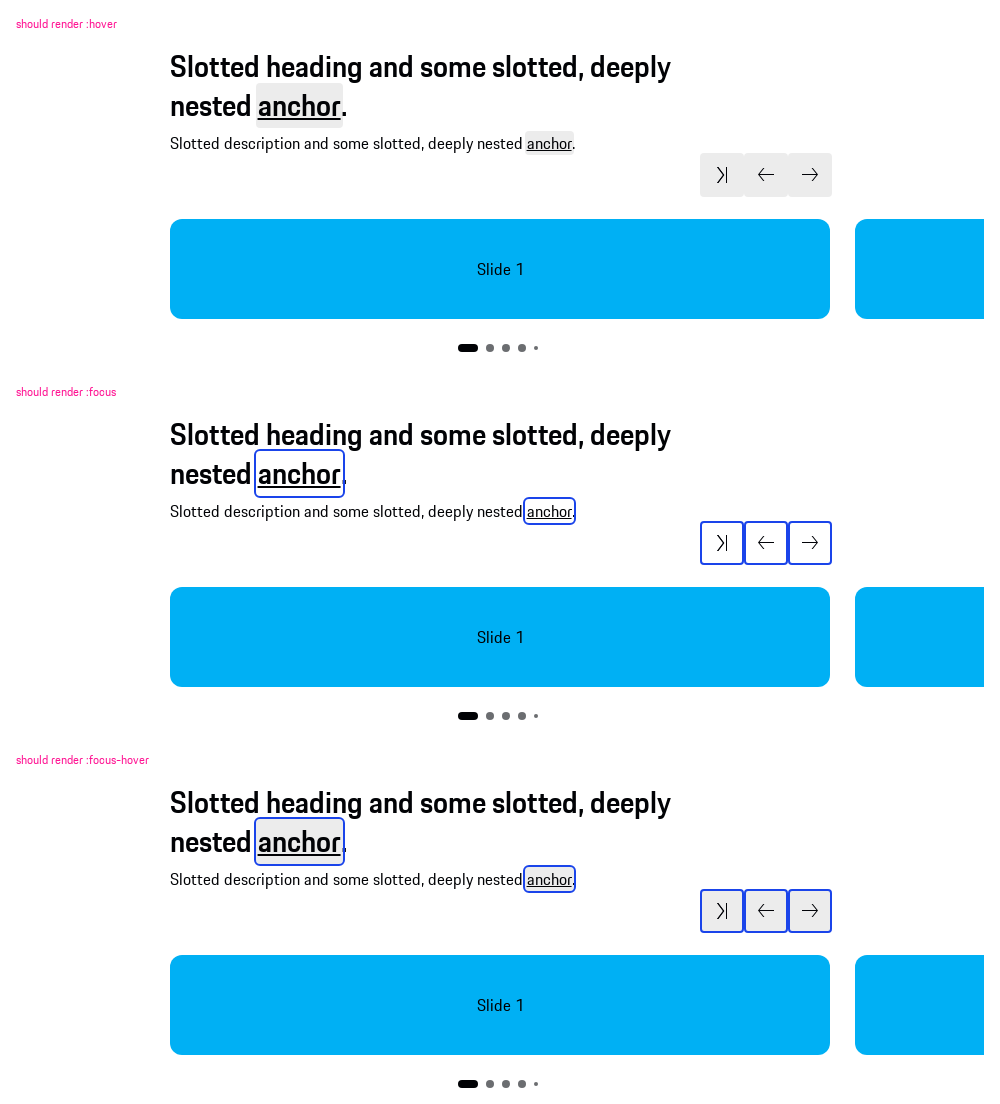 should render :hover
Slotted heading and some slotted, deeply
nested anchor.
Slotted description and some slotted, deeply nested anchor.
Slide 1
should render :focus
Slotted heading and some slotted, deeply
nested anchor.
Slotted description and some slotted, deeply nested anchor.
Slide 1
should render :focus-hover
Slotted heading and some slotted, deeply
nested anchor.
Slotted description and some slotted, deeply nested anchor.
Slide 1